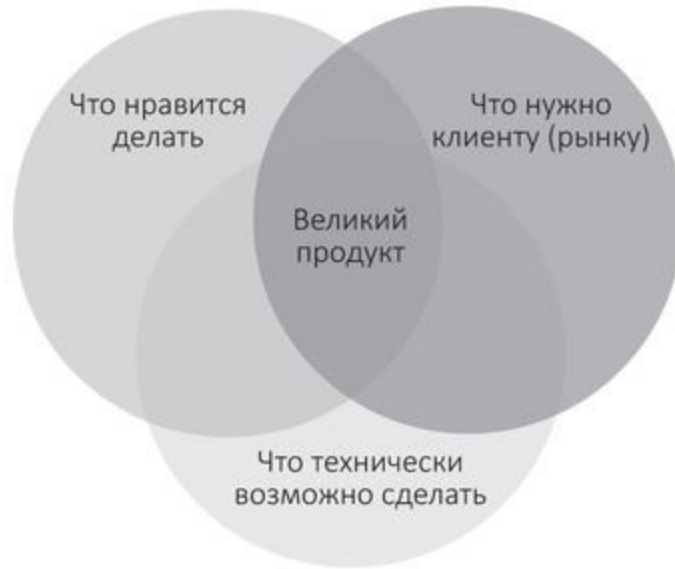 Что нравится
делать
Что нужно
клиенту (рынку)
Великий
продукт
Что технически
возможно сделать